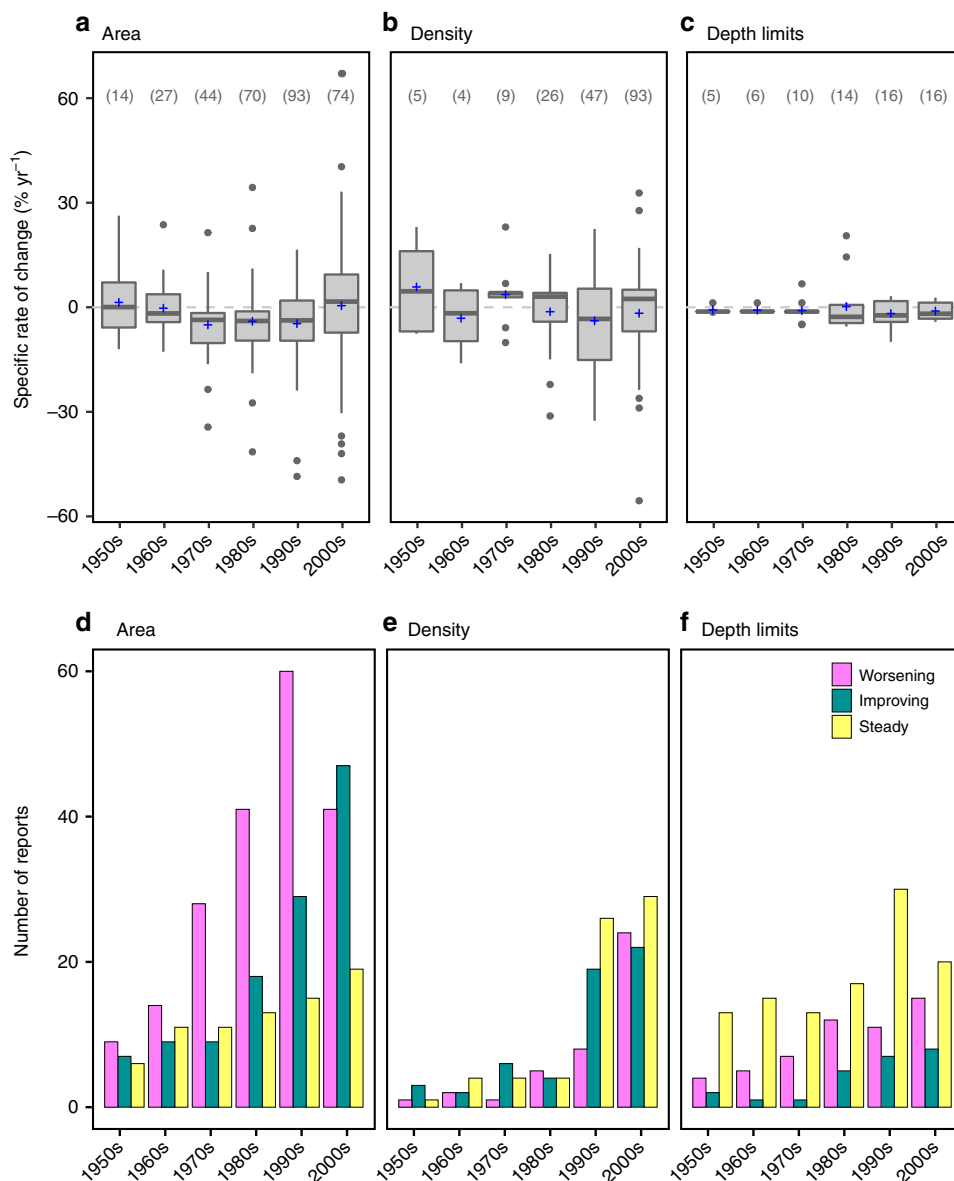 a Area
b Density
c Depth limits
Specific rate of change (% yr⁻¹)
60
30
0
−30
−60
(14) (27) (44) (70) (93) (74)
(5) (4) (9) (26) (47) (93)
(5) (6) (10) (14) (16) (16)
1950s 1960s 1970s 1980s 1990s 2000s
1950s 1960s 1970s 1980s 1990s 2000s
1950s 1960s 1970s 1980s 1990s 2000s
d Area
e Density
f Depth limits
Number of reports
60
40
20
0
Worsening
Improving
Steady
1950s 1960s 1970s 1980s 1990s 2000s
1950s 1960s 1970s 1980s 1990s 2000s
1950s 1960s 1970s 1980s 1990s 2000s